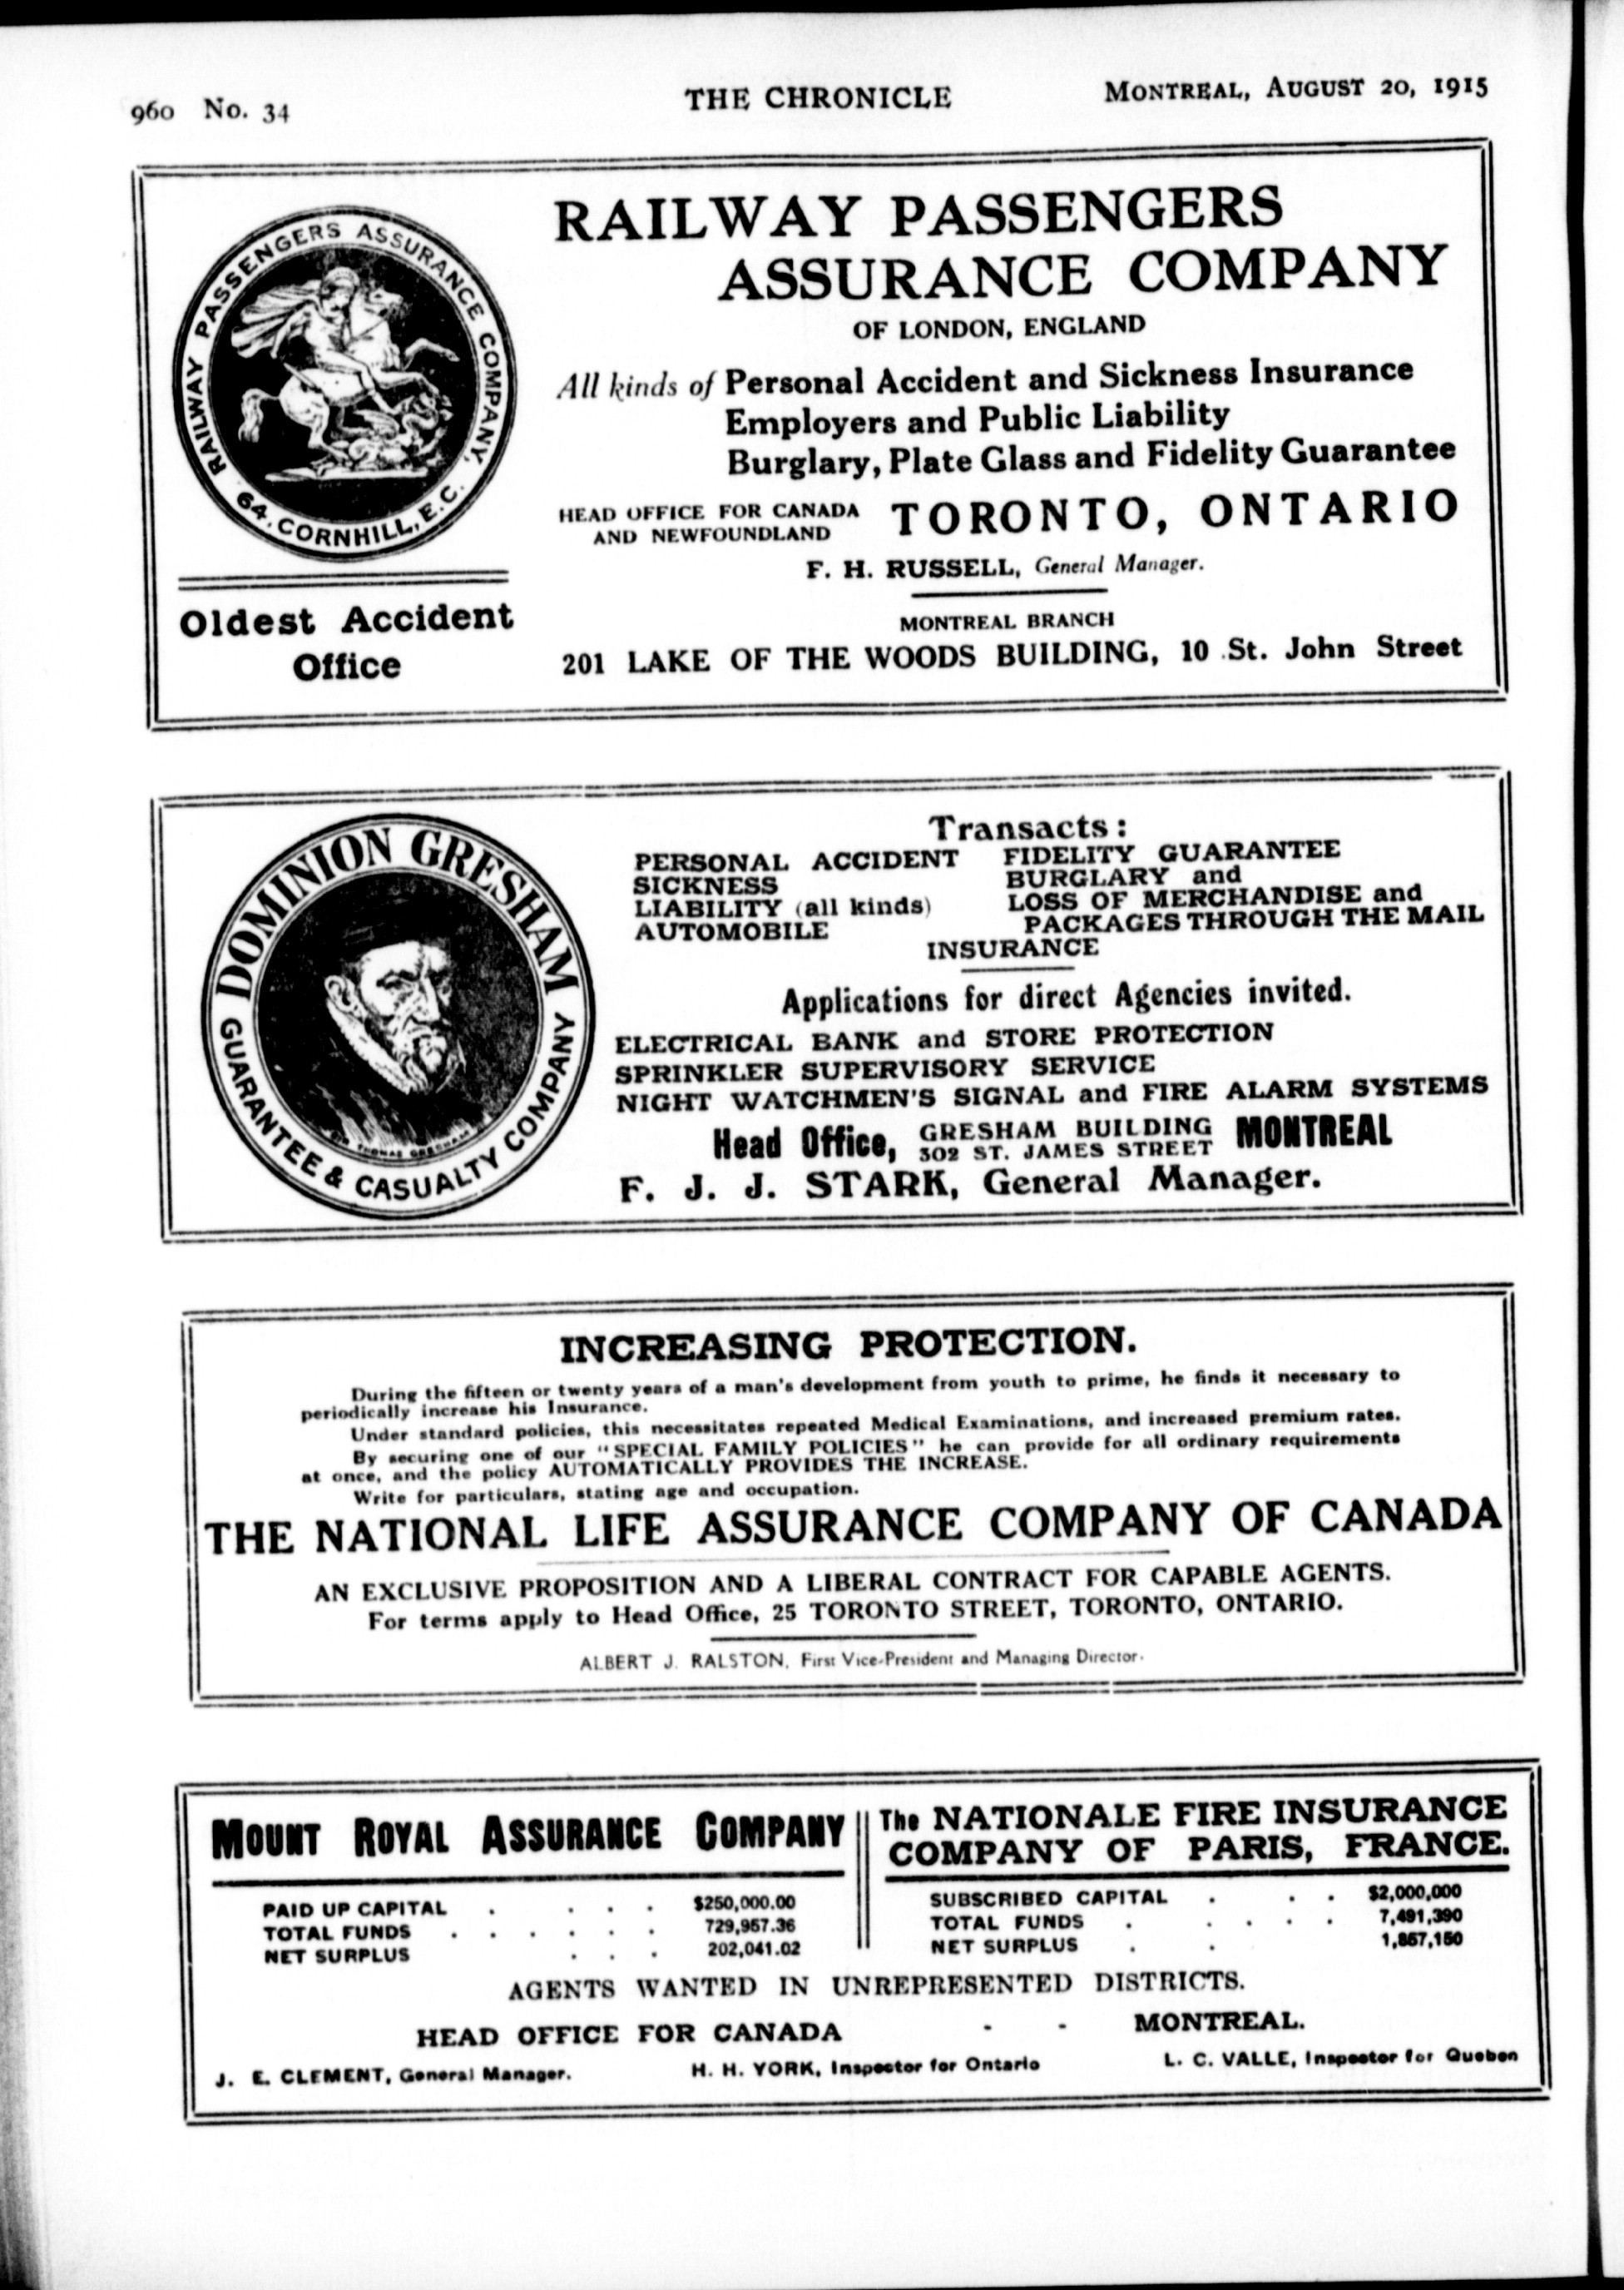 960 No. 34
THE CHRONICLE
MONTREAL, AUGUST 20, 1915
RAILWAY PASSENGERS ASSURANCE COMPANY,
64, CORNHILL, E.C.
Oldest Accident
Office
RAILWAY PASSENGERS
ASSURANCE COMPANY
OF LONDON, ENGLAND
All kinds of Personal Accident and Sickness Insurance
Employers and Public Liability
Burglary, Plate Glass and Fidelity Guarantee
HEAD OFFICE FOR CANADA
AND NEWFOUNDLAND
TORONTO, ONTARIO
F. H. RUSSELL, General Manager.
MONTREAL BRANCH
201 LAKE OF THE WOODS BUILDING, 10 St. John Street
DOMINION GRESHAM
GUARANTEE & CASUALTY COMPANY
SIR THOMAS GRESHAM
Transacts:
PERSONAL ACCIDENT
SICKNESS
LIABILITY (all kinds)
AUTOMOBILE
FIDELITY GUARANTEE
BURGLARY and
LOSS OF MERCHANDISE and
PACKAGES THROUGH THE MAIL
INSURANCE
Applications for direct Agencies invited.
ELECTRICAL BANK and STORE PROTECTION
SPRINKLER SUPERVISORY SERVICE
NIGHT WATCHMEN'S SIGNAL and FIRE ALARM SYSTEMS
Head Office, GRESHAM BUILDING
302 ST. JAMES STREET
MONTREAL
F. J. J. STARK, General Manager.
INCREASING PROTECTION.
During the fifteen or twenty years of a man's development from youth to prime, he finds it necessary to
periodically increase his Insurance.
Under standard policies, this necessitates repeated Medical Examinations, and increased premium rates.
By securing one of our "SPECIAL FAMILY POLICIES" he can provide for all ordinary requirements
at once, and the policy AUTOMATICALLY PROVIDES THE INCREASE.
Write for particulars, stating age and occupation.
THE NATIONAL LIFE ASSURANCE COMPANY OF CANADA
AN EXCLUSIVE PROPOSITION AND A LIBERAL CONTRACT FOR CAPABLE AGENTS.
For terms apply to Head Office, 25 TORONTO STREET, TORONTO, ONTARIO.
ALBERT J. RALSTON, First Vice-President and Managing Director.
MOUNT ROYAL ASSURANCE COMPANY
PAID UP CAPITAL . . . . $250,000.00
TOTAL FUNDS . . . . . . 729,957.36
NET SURPLUS . . . 202,041.02
The NATIONALE FIRE INSURANCE
COMPANY OF PARIS, FRANCE.
SUBSCRIBED CAPITAL . . . $2,000,000
TOTAL FUNDS . . . . . 7,491,390
NET SURPLUS . . 1,857,150
AGENTS WANTED IN UNREPRESENTED DISTRICTS.
HEAD OFFICE FOR CANADA - - MONTREAL.
J. E. CLEMENT, General Manager. H. H. YORK, Inspector for Ontario L. C. VALLE, Inspector for Quebec